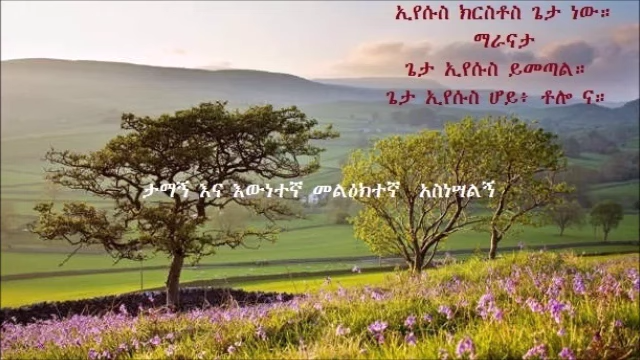 ኢየሱስ ክርስቶስ ጌታ ነው።
ማራናታ
ጌታ ኢየሱስ ይመጣል።
ጌታ ኢየሱስ ሆይ፥ ቶሎ ና።
ታማኝ እና እውነተኛ መልዕክተኛ አስነሣልኝ